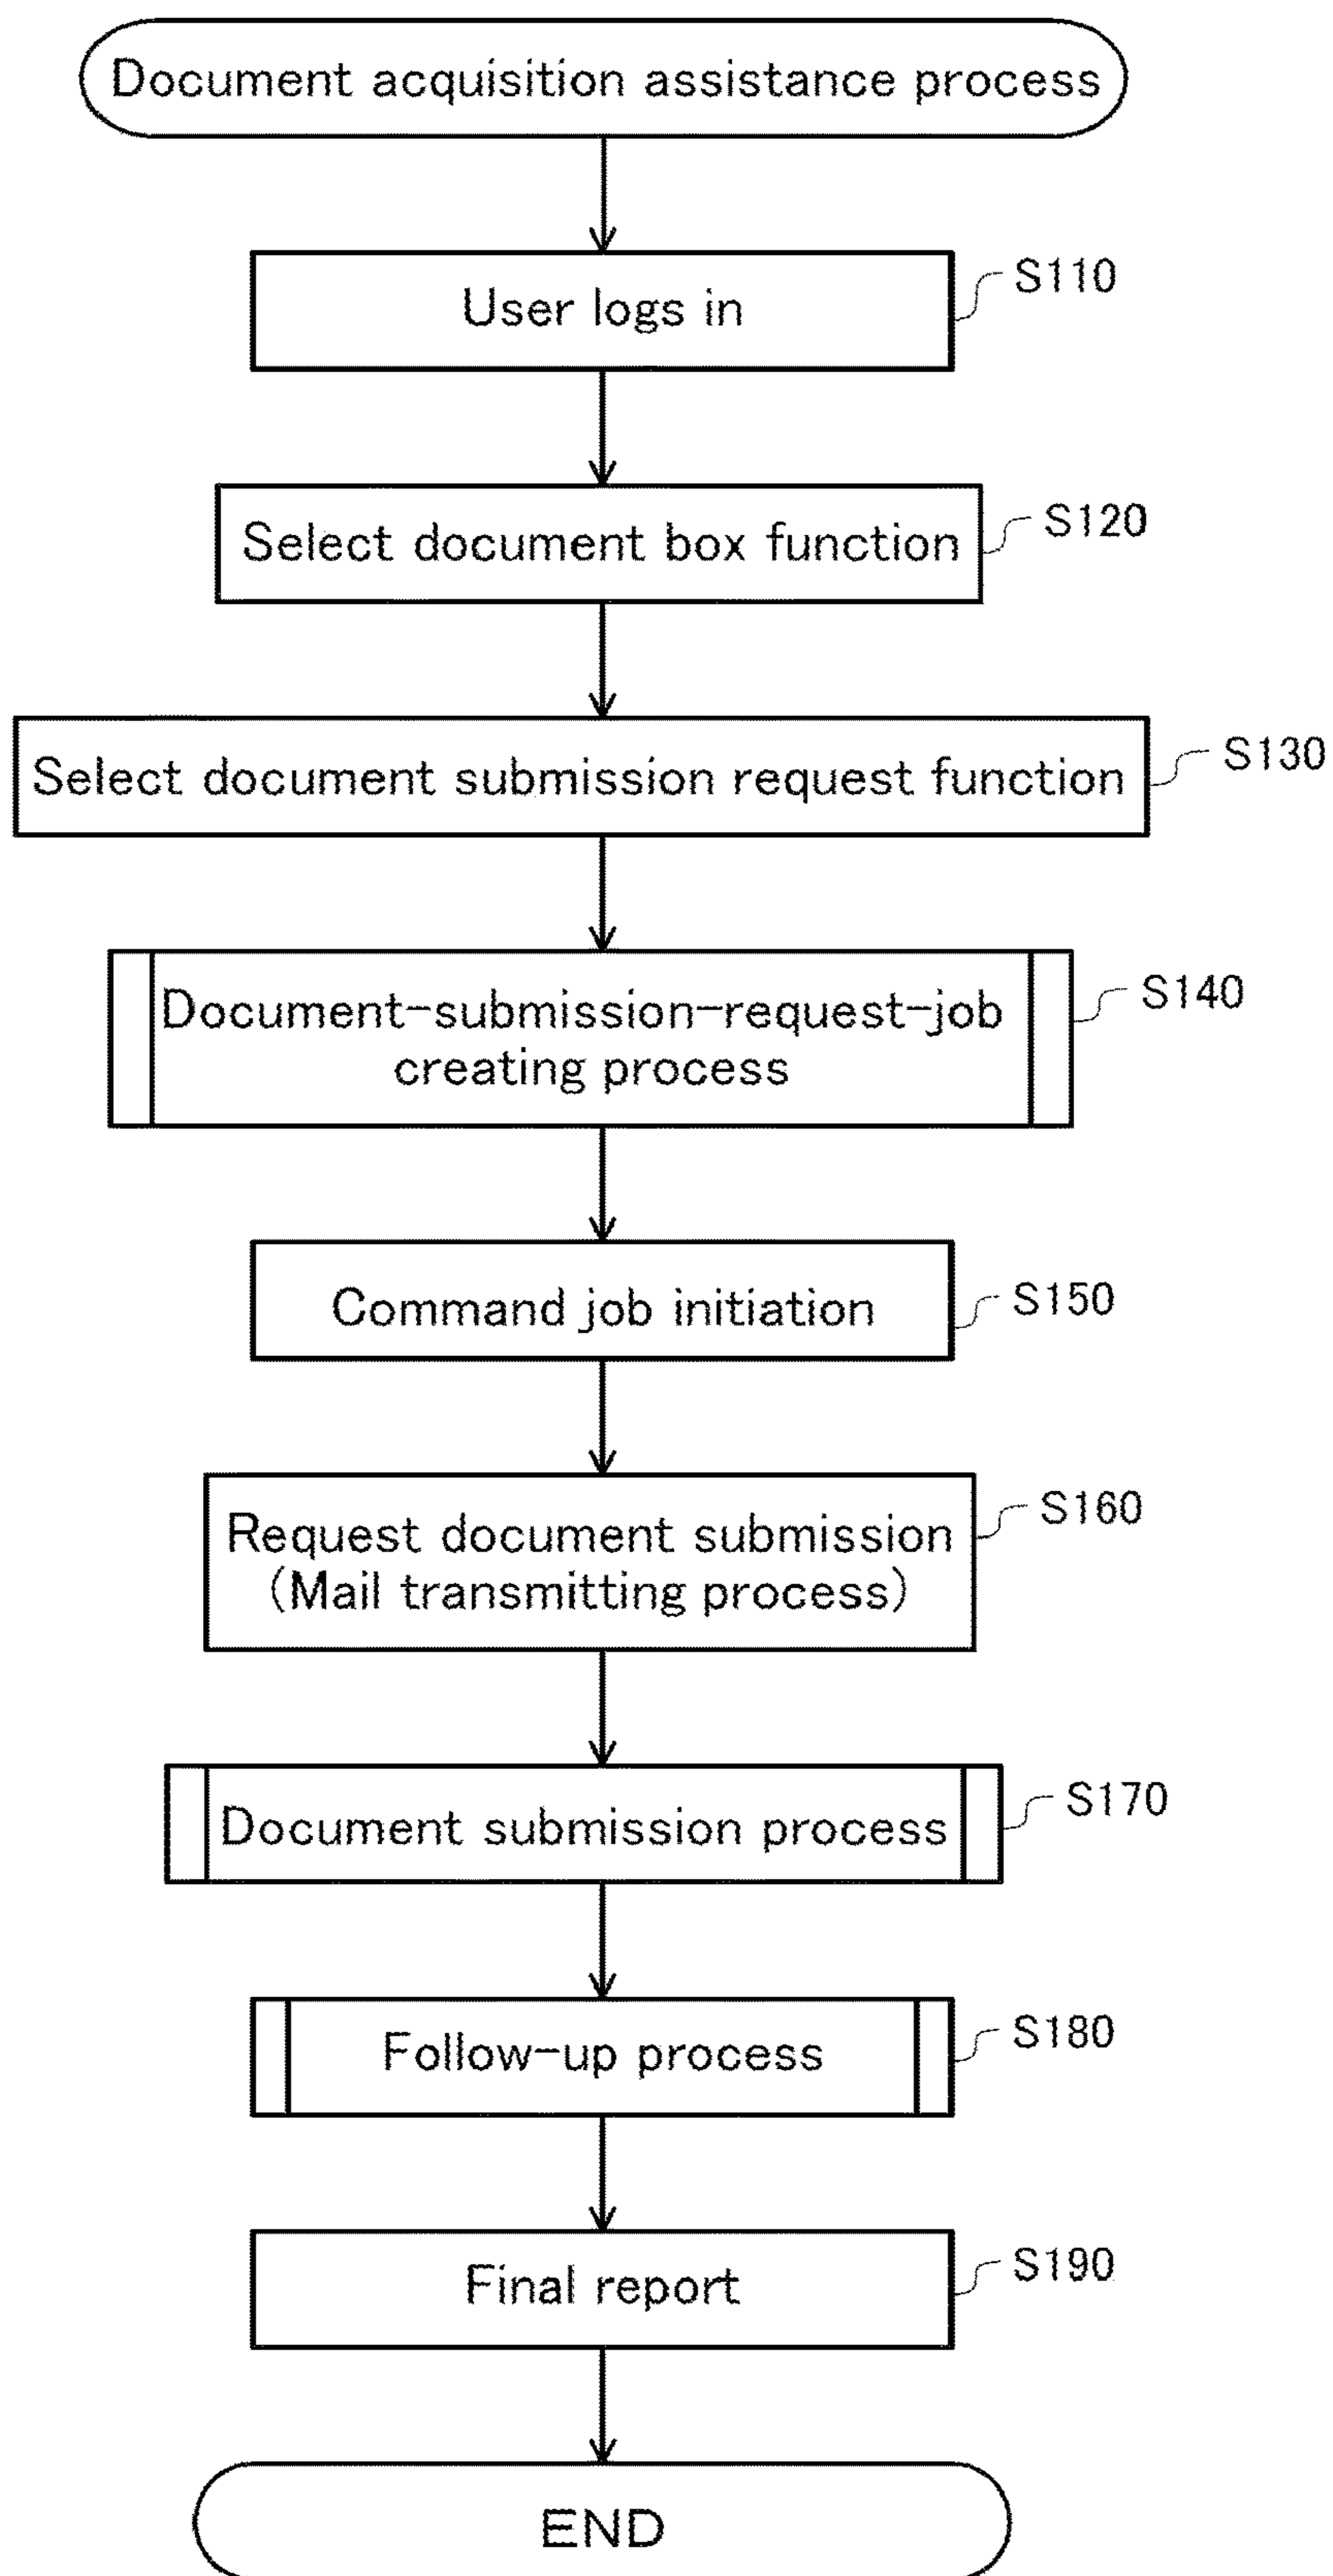 Document acquisition assistance process
User logs in
S110
Select document box function
S120
Select document submission request function
S130
Document-submission-request-job
creating process
S140
Command job initiation
S150
Request document submission
(Mail transmitting process)
S160
Document submission process
S170
Follow-up process
S180
Final report
S190
END